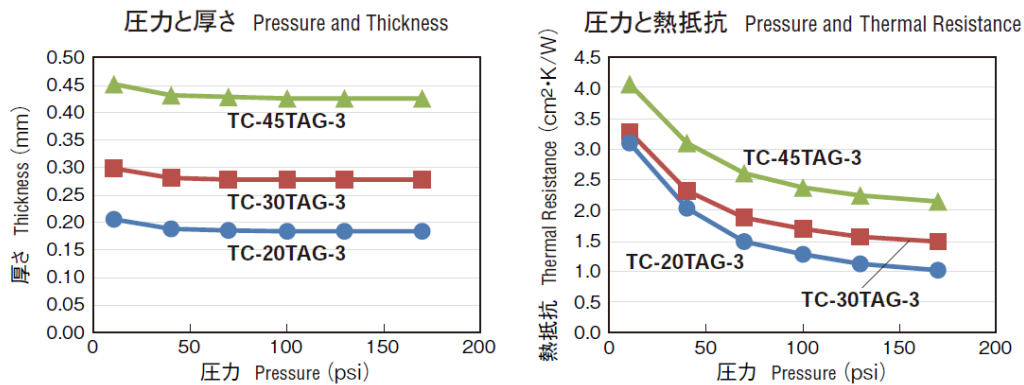 圧力と厚さ Pressure and Thickness
厚さ Thickness (mm)
0.50
0.45
0.40
0.35
0.30
0.25
0.20
0.15
0.10
0.05
0.00
TC-45TAG-3
TC-30TAG-3
TC-20TAG-3
0 50 100 150 200
圧力 Pressure (psi)
圧力と熱抵抗 Pressure and Thermal Resistance
熱抵抗 Thermal Resistance (cm2・K/W)
4.5
4.0
3.5
3.0
2.5
2.0
1.5
1.0
0.5
0.0
TC-45TAG-3
TC-20TAG-3
TC-30TAG-3
0 50 100 150 200
圧力 Pressure (psi)